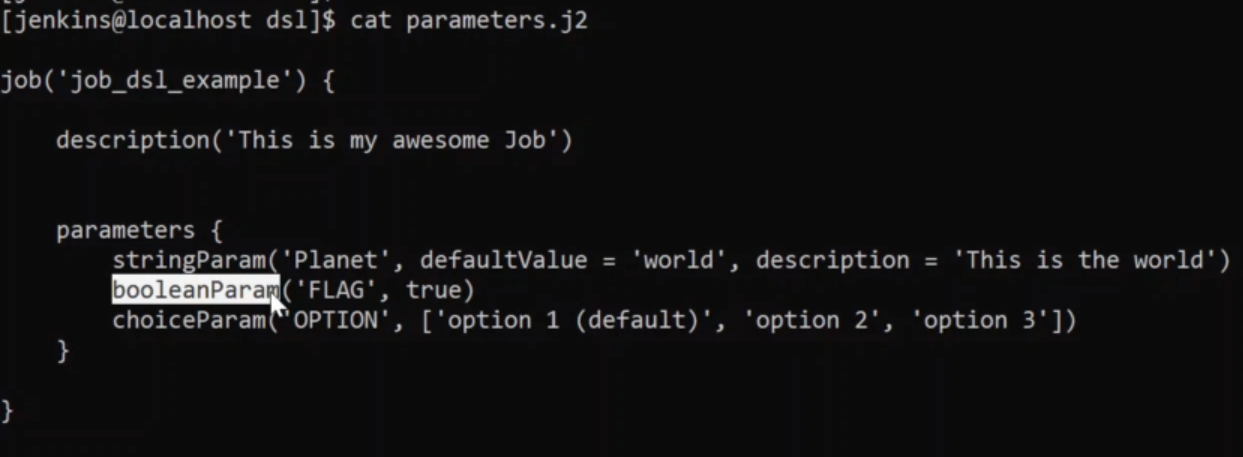 [jenkins@localhost dsl]$ cat parameters.j2
job('job_dsl_example') {
description('This is my awesome Job')
parameters {
stringParam('Planet', defaultValue = 'world', description = 'This is the world')
booleanParam('FLAG', true)
choiceParam('OPTION', ['option 1 (default)', 'option 2', 'option 3'])
}
}